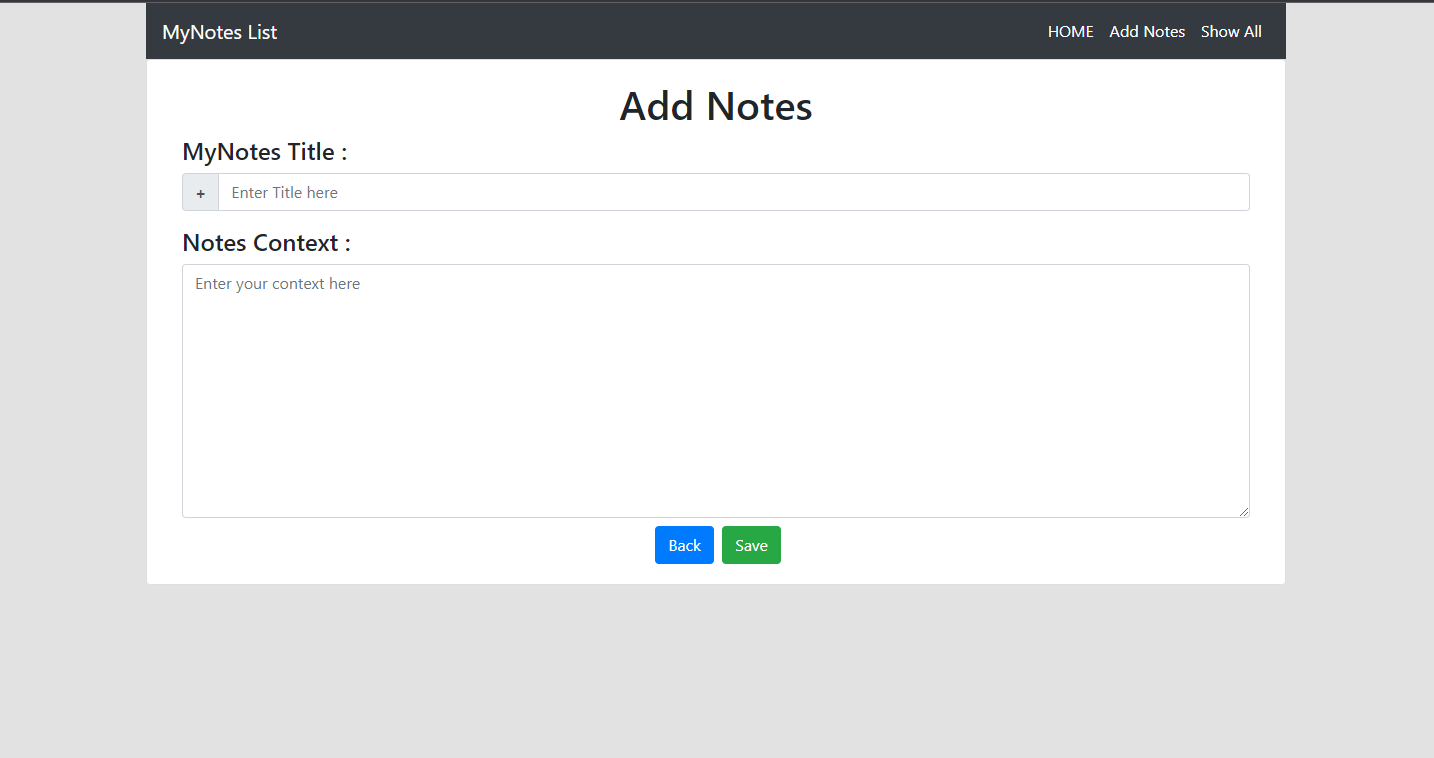 MyNotes List HOME Add Notes Show All
Add Notes
MyNotes Title :
+ Enter Title here
Notes Context :
Enter your context here
Back Save